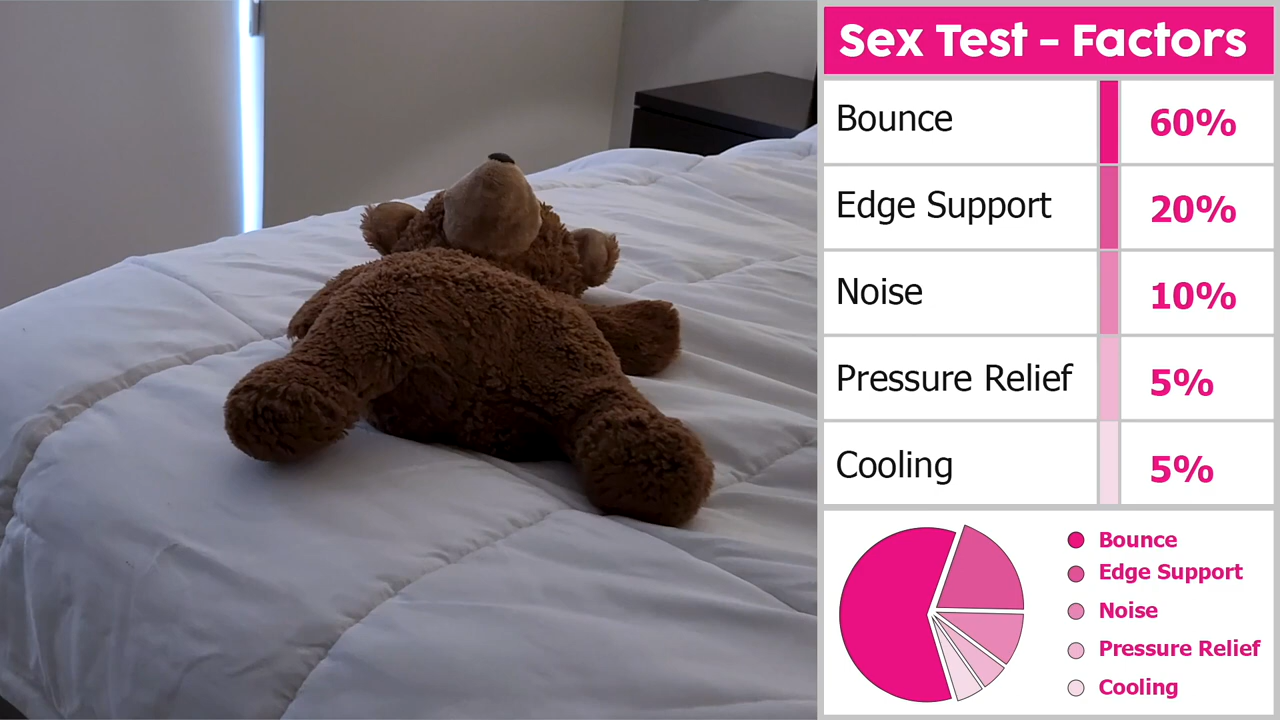 Sex Test - Factors
Bounce 60%
Edge Support 20%
Noise 10%
Pressure Relief 5%
Cooling 5%
Bounce
Edge Support
Noise
Pressure Relief
Cooling